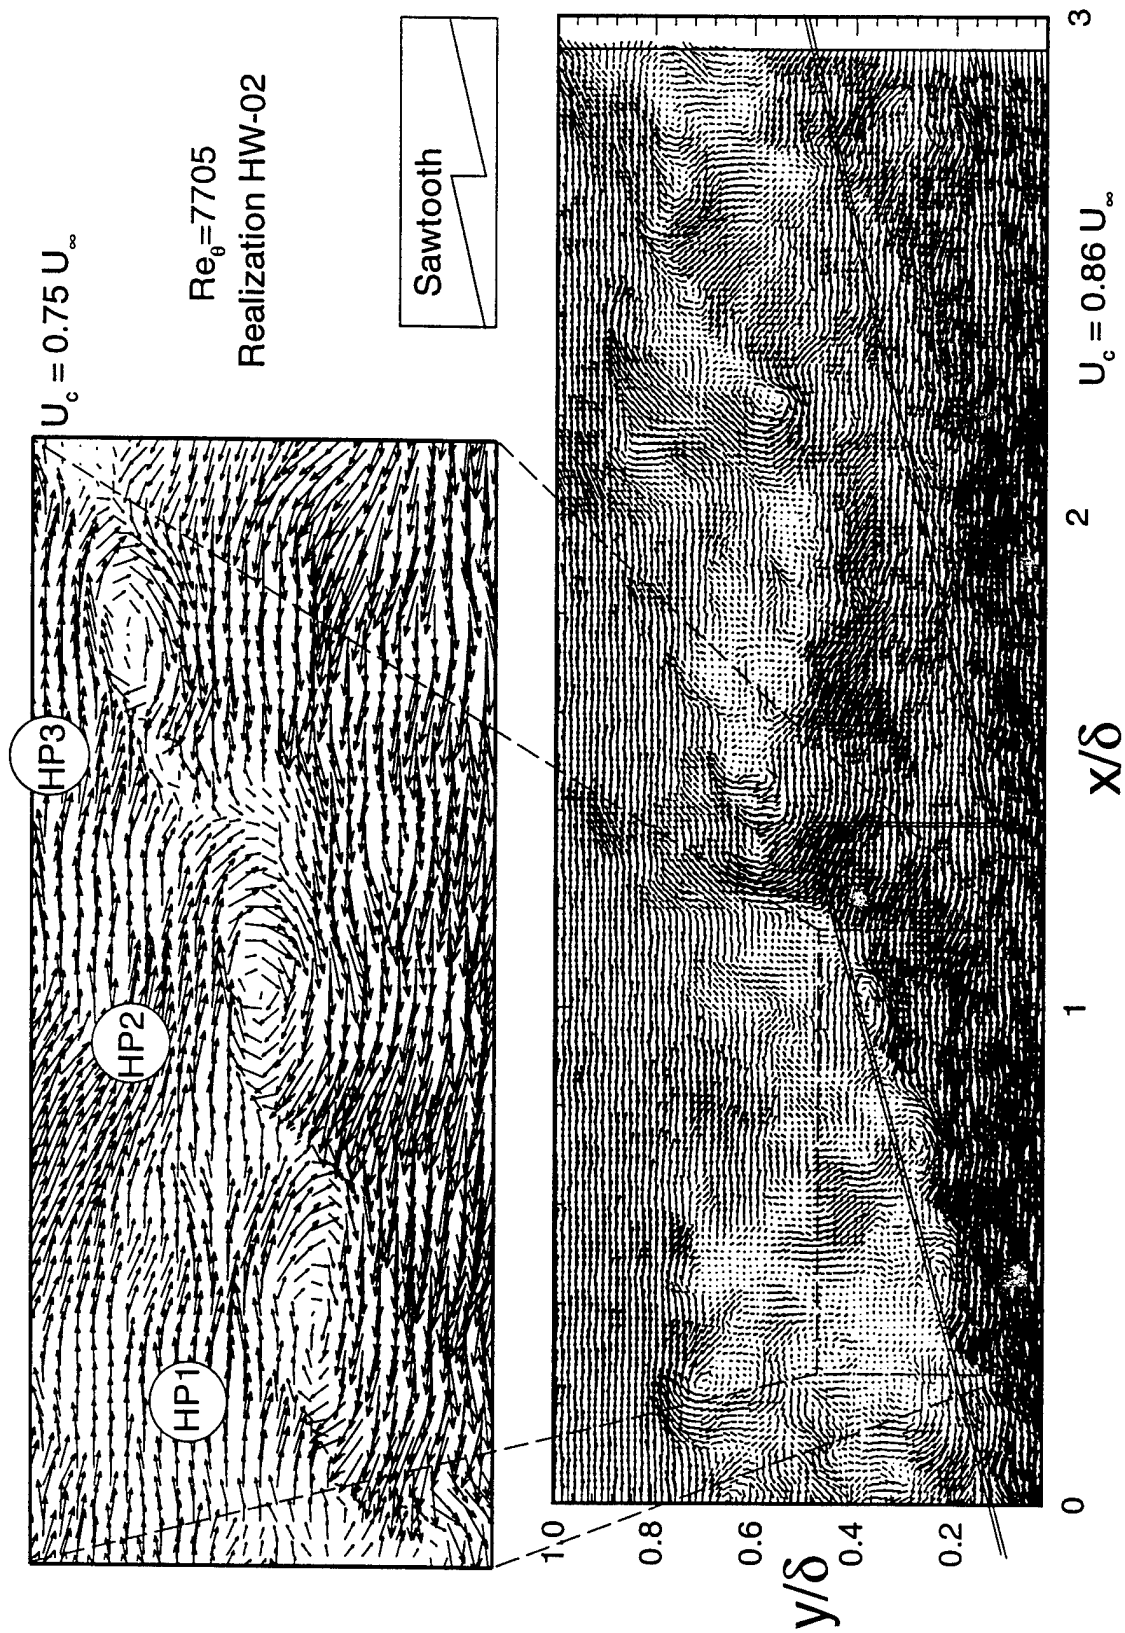 U_c = 0.75 U_∞
Re_θ=7705
Realization HW-02
Sawtooth
HP1
HP2
HP3
1.0
0.8
0.6
0.4
0.2
y/δ
0
1
2
3
x/δ
U_c = 0.86 U_∞